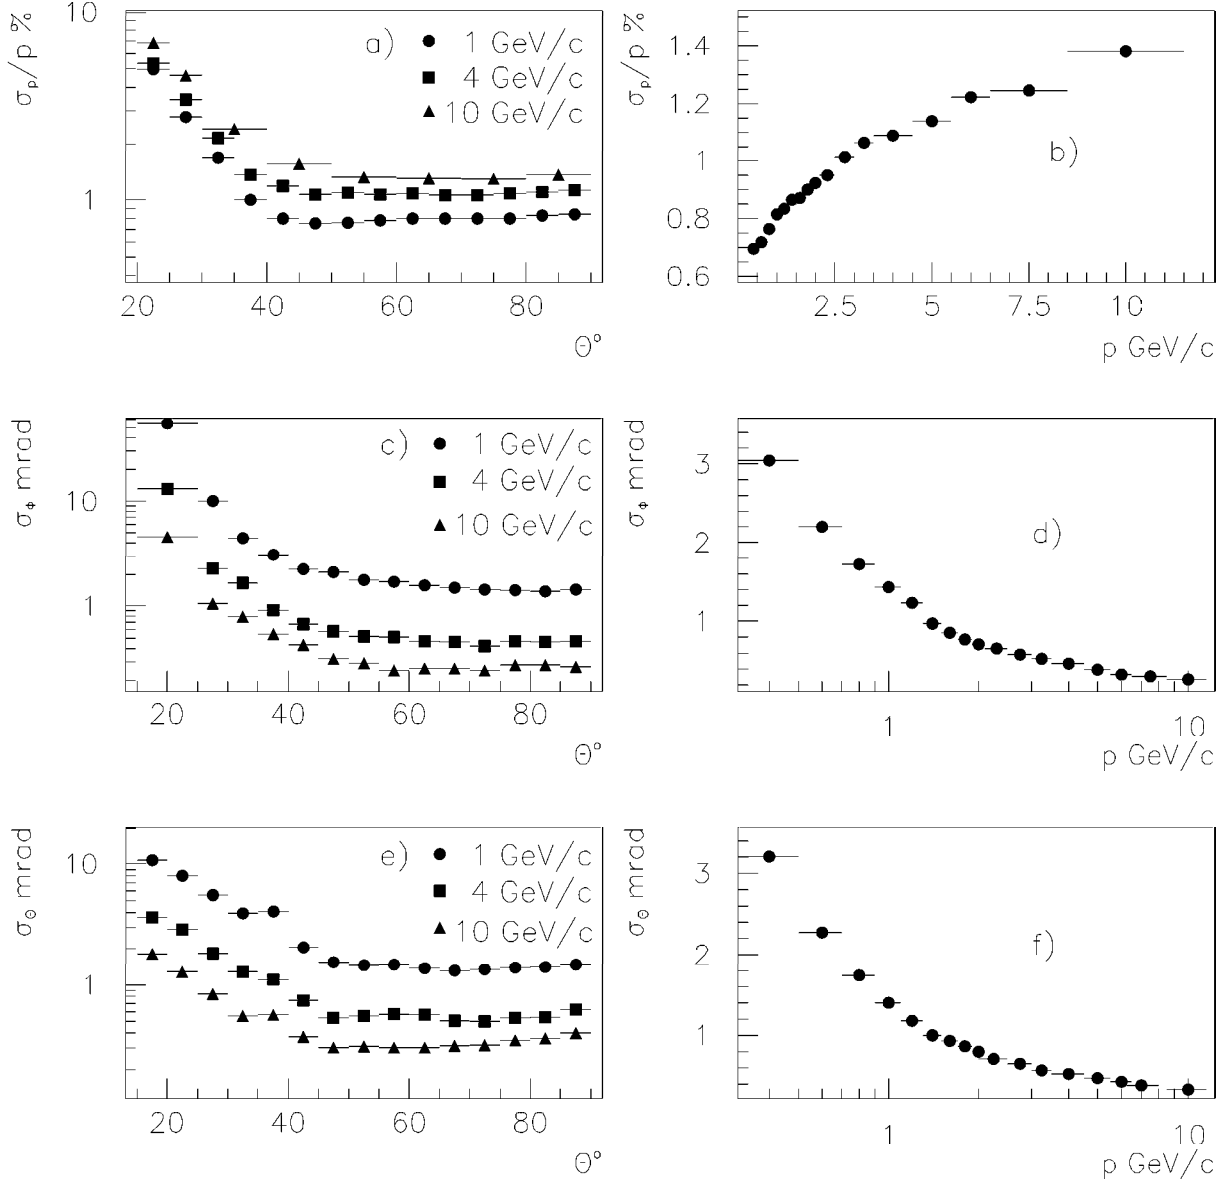 σp/p %
10
1
a)
1 GeV/c
4 GeV/c
10 GeV/c
20 40 60 80
Θ°
σp/p %
1.4
1.2
1
0.8
0.6
b)
2.5 5 7.5 10
p GeV/c
σϕ mrad
10
1
c)
1 GeV/c
4 GeV/c
10 GeV/c
20 40 60 80
Θ°
σϕ mrad
3
2
1
d)
1 10
p GeV/c
σΘ mrad
10
1
e)
1 GeV/c
4 GeV/c
10 GeV/c
20 40 60 80
Θ°
σΘ mrad
3
2
1
f)
1 10
p GeV/c